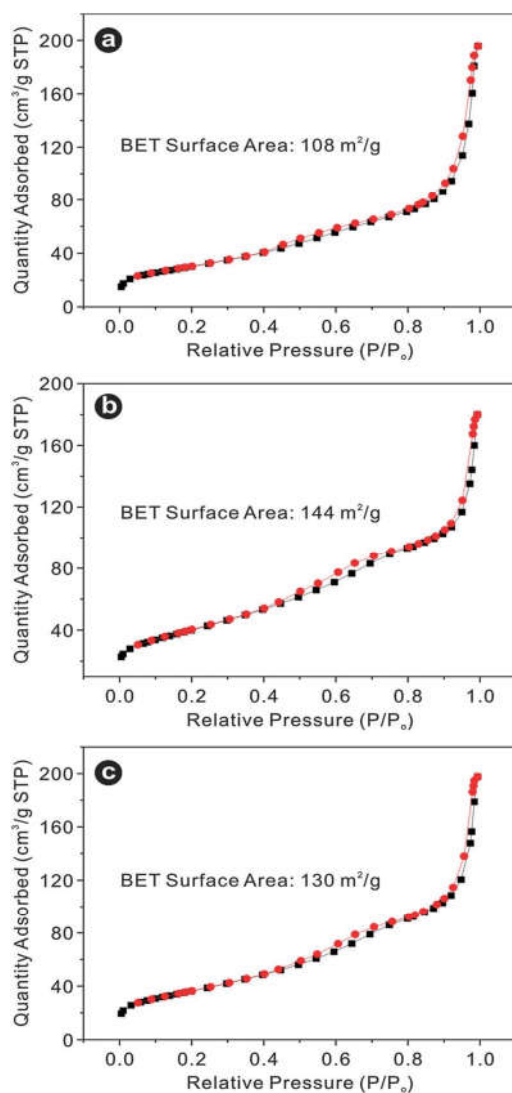 a
Quantity Adsorbed (cm³/g STP)
200
160
120
80
40
0
BET Surface Area: 108 m²/g
0.0 0.2 0.4 0.6 0.8 1.0
Relative Pressure (P/Pₒ)
b
Quantity Adsorbed (cm³/g STP)
200
160
120
80
40
BET Surface Area: 144 m²/g
0.0 0.2 0.4 0.6 0.8 1.0
Relative Pressure (P/Pₒ)
c
Quantity Adsorbed (cm³/g STP)
200
160
120
80
40
0
BET Surface Area: 130 m²/g
0.0 0.2 0.4 0.6 0.8 1.0
Relative Pressure (P/Pₒ)